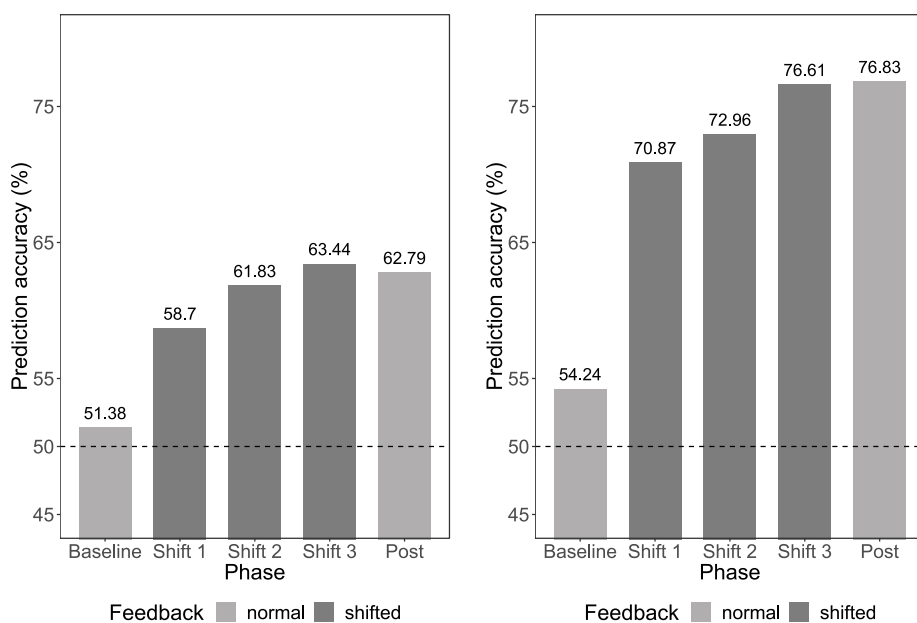 Prediction accuracy (%)
75
65
55
50
45
51.38
58.7
61.83
63.44
62.79
Baseline Shift 1 Shift 2 Shift 3 Post
Phase
Feedback normal shifted
Prediction accuracy (%)
75
65
55
50
45
54.24
70.87
72.96
76.61
76.83
Baseline Shift 1 Shift 2 Shift 3 Post
Phase
Feedback normal shifted